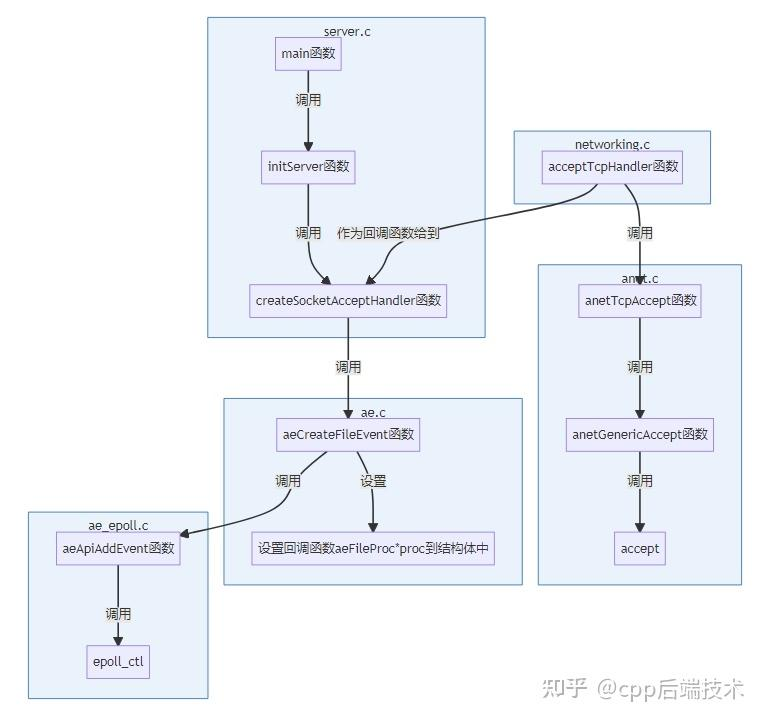 server.c
main函数
调用
initServer函数
networking.c
acceptTcpHandler函数
调用
作为回调函数给到
调用
createSocketAcceptHandler函数
anet.c
anetTcpAccept函数
调用
调用
ae.c
aeCreateFileEvent函数
anetGenericAccept函数
调用
设置
调用
ae_epoll.c
aeApiAddEvent函数
设置回调函数aeFileProc*proc到结构体中
accept
调用
epoll_ctl
知乎 @cpp后端技术